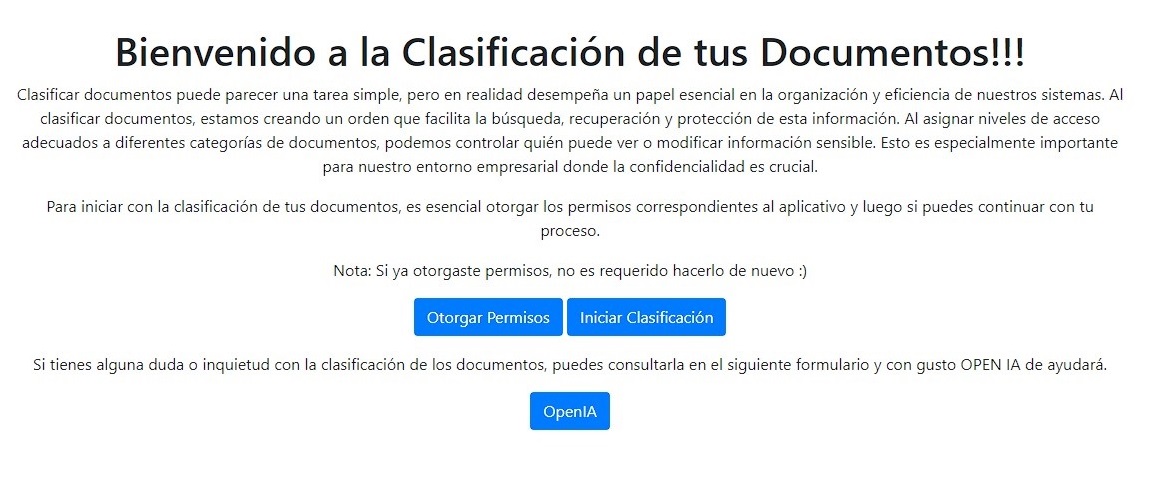 Bienvenido a la Clasificación de tus Documentos!!!
Clasificar documentos puede parecer una tarea simple, pero en realidad desempeña un papel esencial en la organización y eficiencia de nuestros sistemas. Al
clasificar documentos, estamos creando un orden que facilita la búsqueda, recuperación y protección de esta información. Al asignar niveles de acceso
adecuados a diferentes categorías de documentos, podemos controlar quién puede ver o modificar información sensible. Esto es especialmente importante
para nuestro entorno empresarial donde la confidencialidad es crucial.
Para iniciar con la clasificación de tus documentos, es esencial otorgar los permisos correspondientes al aplicativo y luego si puedes continuar con tu
proceso.
Nota: Si ya otorgaste permisos, no es requerido hacerlo de nuevo :)
Otorgar Permisos Iniciar Clasificación
Si tienes alguna duda o inquietud con la clasificación de los documentos, puedes consultarla en el siguiente formulario y con gusto OPEN IA de ayudará.
OpenIA